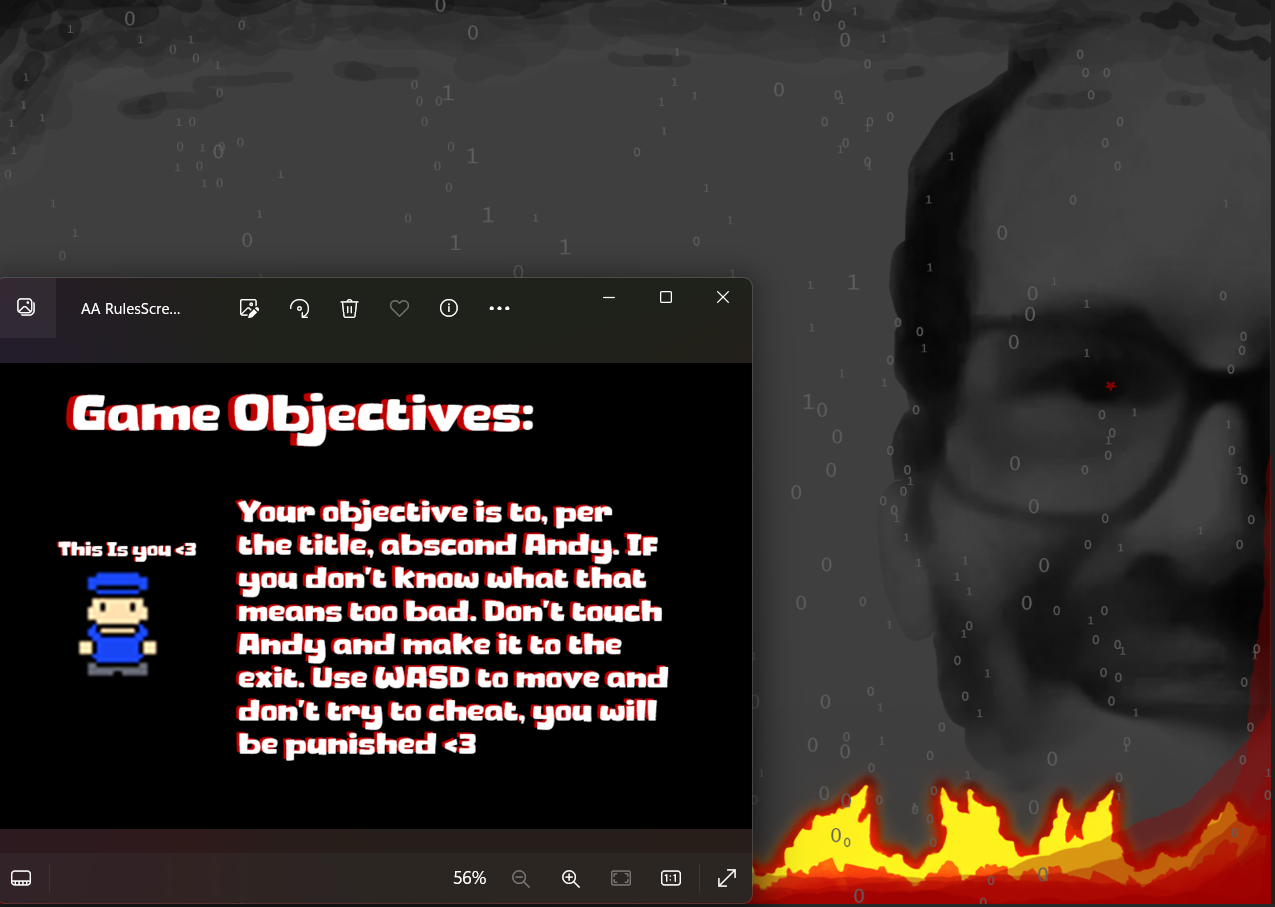 AA RulesScre...
Game Objectives:
Your objective is to, per
the title, abscond Andy. If
This Is you <3
you don't know what that
means too bad. Don't touch
Andy and make it to the
exit. Use WASD to move and
don't try to cheat, you will
be punished <3
56%
1:1